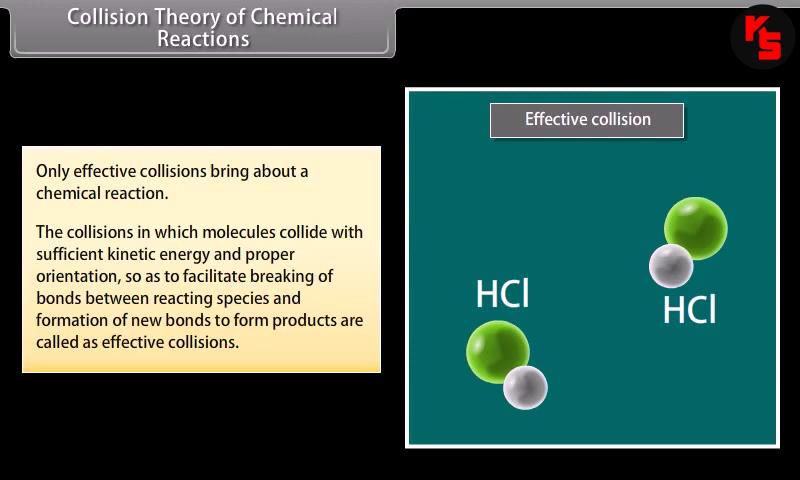 Collision Theory of Chemical
Reactions
KS
Effective collision
Only effective collisions bring about a
chemical reaction.
The collisions in which molecules collide with
sufficient kinetic energy and proper
orientation, so as to facilitate breaking of
bonds between reacting species and
formation of new bonds to form products are
called as effective collisions.
HCl
HCl